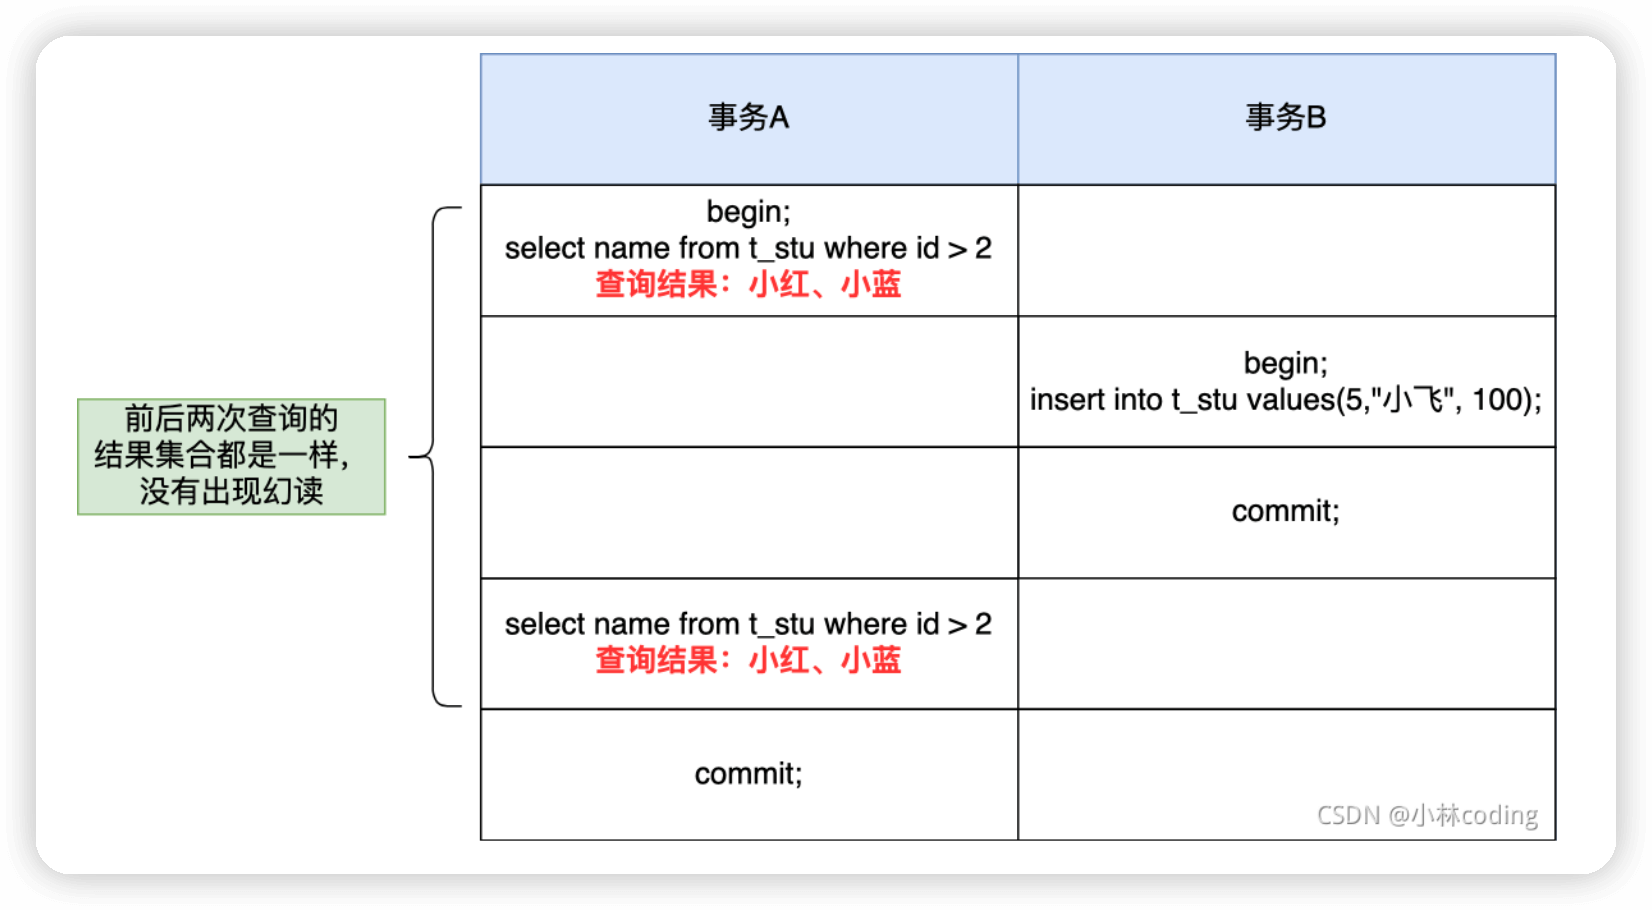 事务A
事务B
begin;
select name from t_stu where id > 2
查询结果：小红、小蓝
begin;
insert into t_stu values(5,"小飞", 100);
前后两次查询的
结果集合都是一样，
没有出现幻读
commit;
select name from t_stu where id > 2
查询结果：小红、小蓝
commit;
CSDN @小林coding